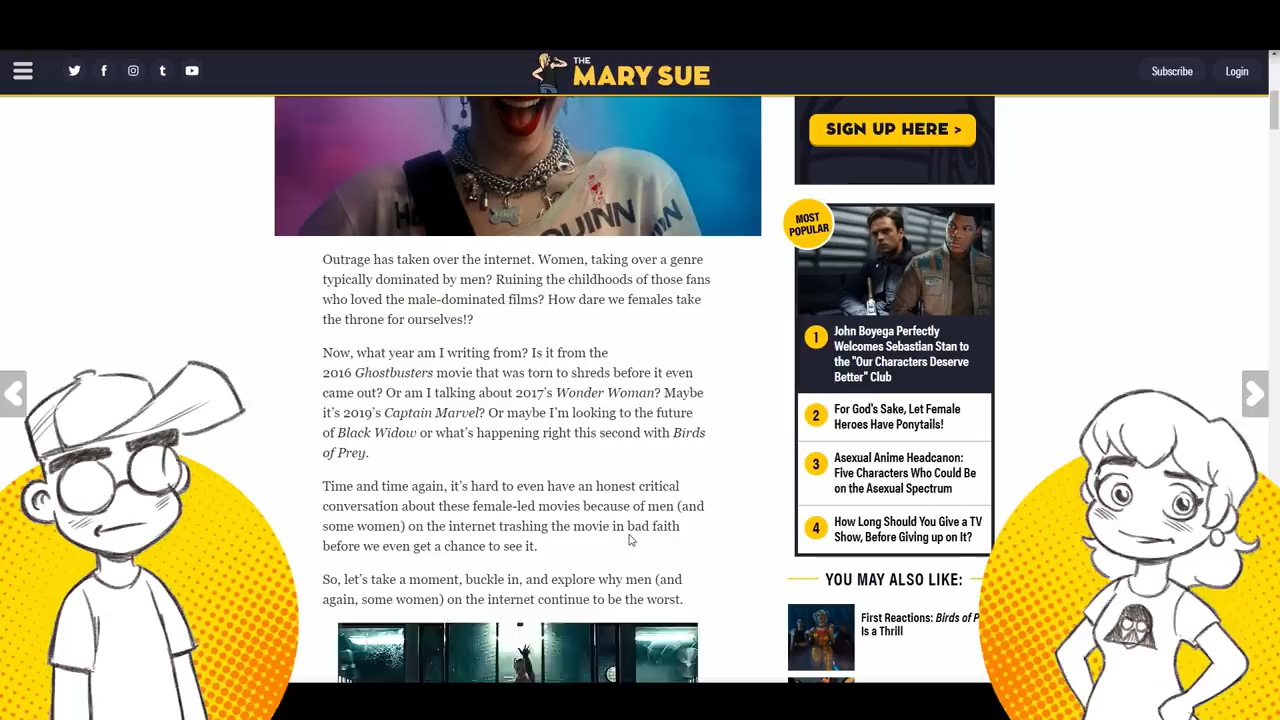 THE
MARY SUE
Subscribe
Login
QUINN
SIGN UP HERE >
MOST
POPULAR
Outrage has taken over the internet. Women, taking over a genre
typically dominated by men? Ruining the childhoods of those fans
who loved the male-dominated films? How dare we females take
the throne for ourselves!?
Now, what year am I writing from? Is it from the
2016 Ghostbusters movie that was torn to shreds before it even
came out? Or am I talking about 2017's Wonder Woman? Maybe
it's 2019's Captain Marvel? Or maybe I'm looking to the future
of Black Widow or what's happening right this second with Birds
of Prey.
Time and time again, it's hard to even have an honest critical
conversation about these female-led movies because of men (and
some women) on the internet trashing the movie in bad faith
before we even get a chance to see it.
So, let's take a moment, buckle in, and explore why men (and
again, some women) on the internet continue to be the worst.
1
John Boyega Perfectly
Welcomes Sebastian Stan to
the "Our Characters Deserve
Better" Club
2
For God's Sake, Let Female
Heroes Have Ponytails!
3
Asexual Anime Headcanon:
Five Characters Who Could Be
on the Asexual Spectrum
4
How Long Should You Give a TV
Show, Before Giving up on It?
YOU MAY ALSO LIKE:
First Reactions: Birds of P
Is a Thrill